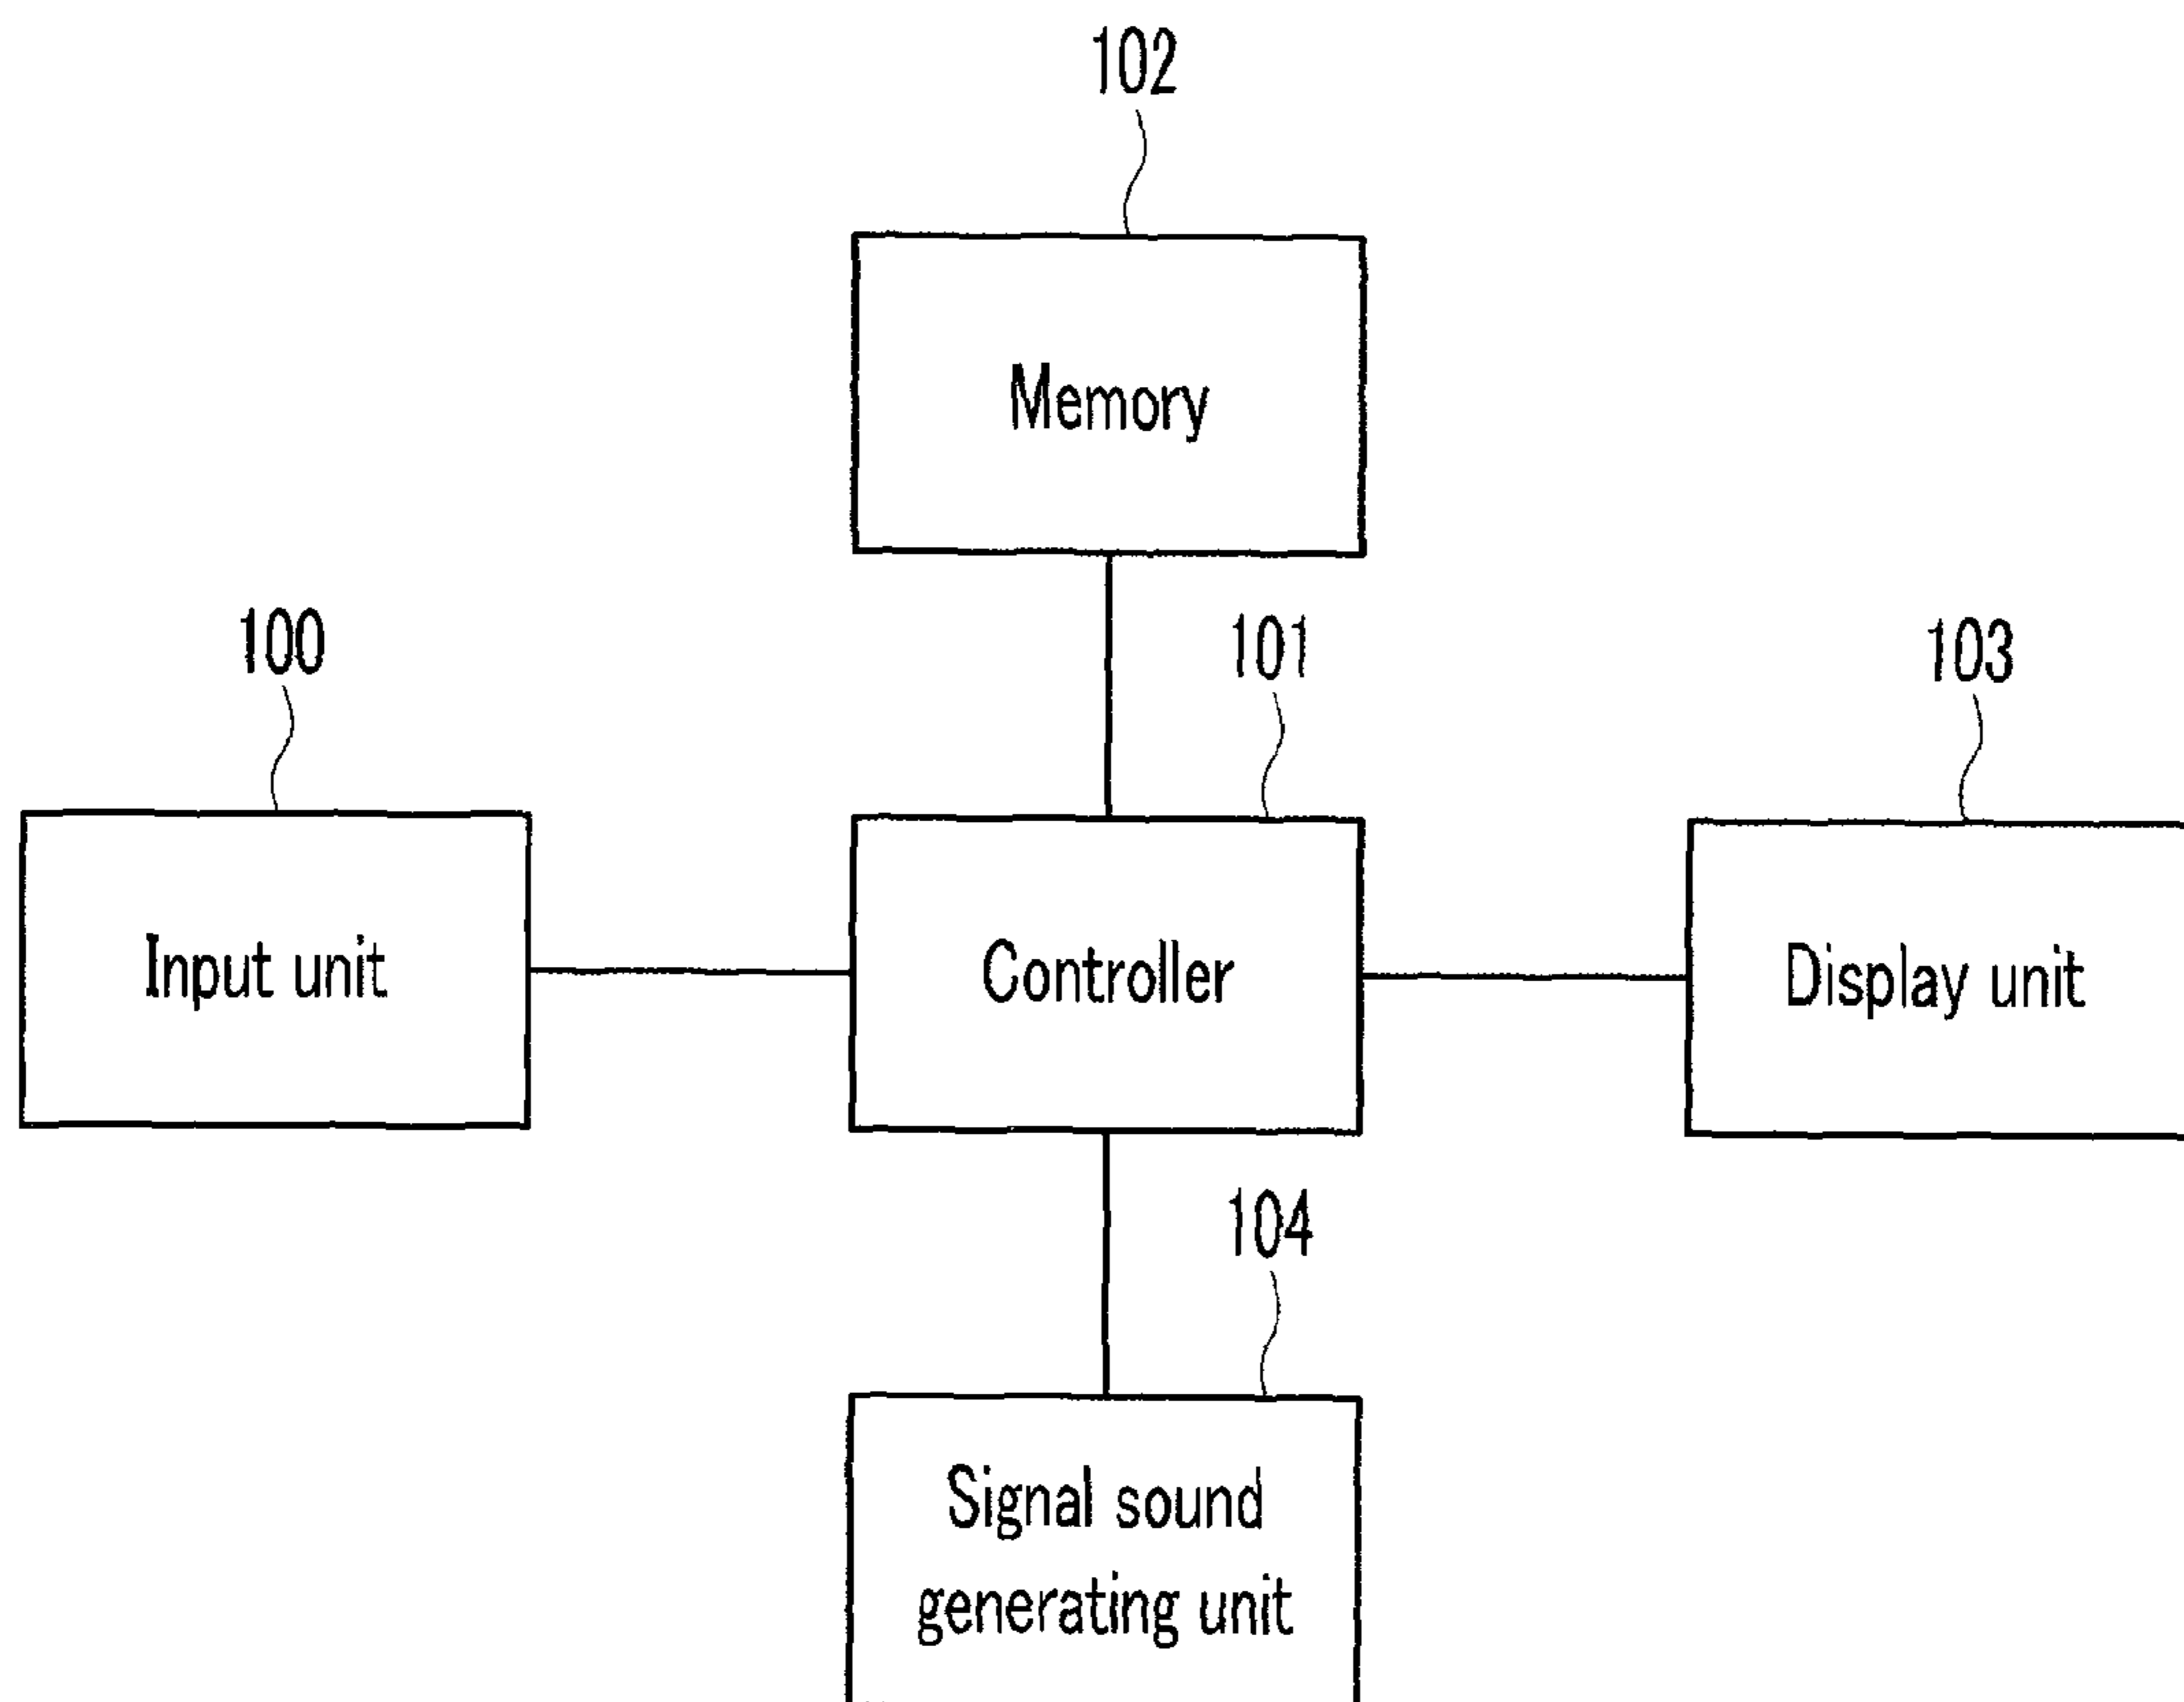 102
Memory
100
101
103
Input unit
Controller
Display unit
104
Signal sound
generating unit